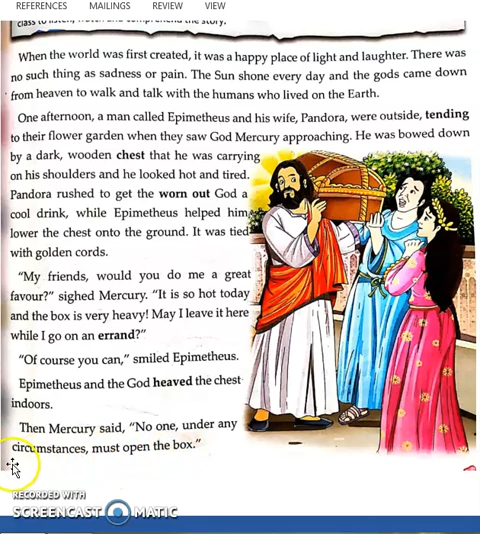 REFERENCES MAILINGS REVIEW VIEW
class to listen,
the story.
When the world was first created, it was a happy place of light and laughter. There was
no such thing as sadness or pain. The Sun shone every day and the gods came down
from heaven to walk and talk with the humans who lived on the Earth.
One afternoon, a man called Epimetheus and his wife, Pandora, were outside, tending
to their flower garden when they saw God Mercury approaching. He was bowed down
by a dark, wooden chest that he was carrying
on his shoulders and he looked hot and tired.
Pandora rushed to get the worn out God a
cool drink, while Epimetheus helped him
lower the chest onto the ground. It was tied
with golden cords.
"My friends, would you do me a great
favour?" sighed Mercury. "It is so hot today
and the box is very heavy! May I leave it here
while I go on an errand?"
"Of course you can," smiled Epimetheus.
Epimetheus and the God heaved the chest
indoors.
Then Mercury said, "No one, under any
circumstances, must open the box."
RECORDED WITH
SCREENCAST MATIC